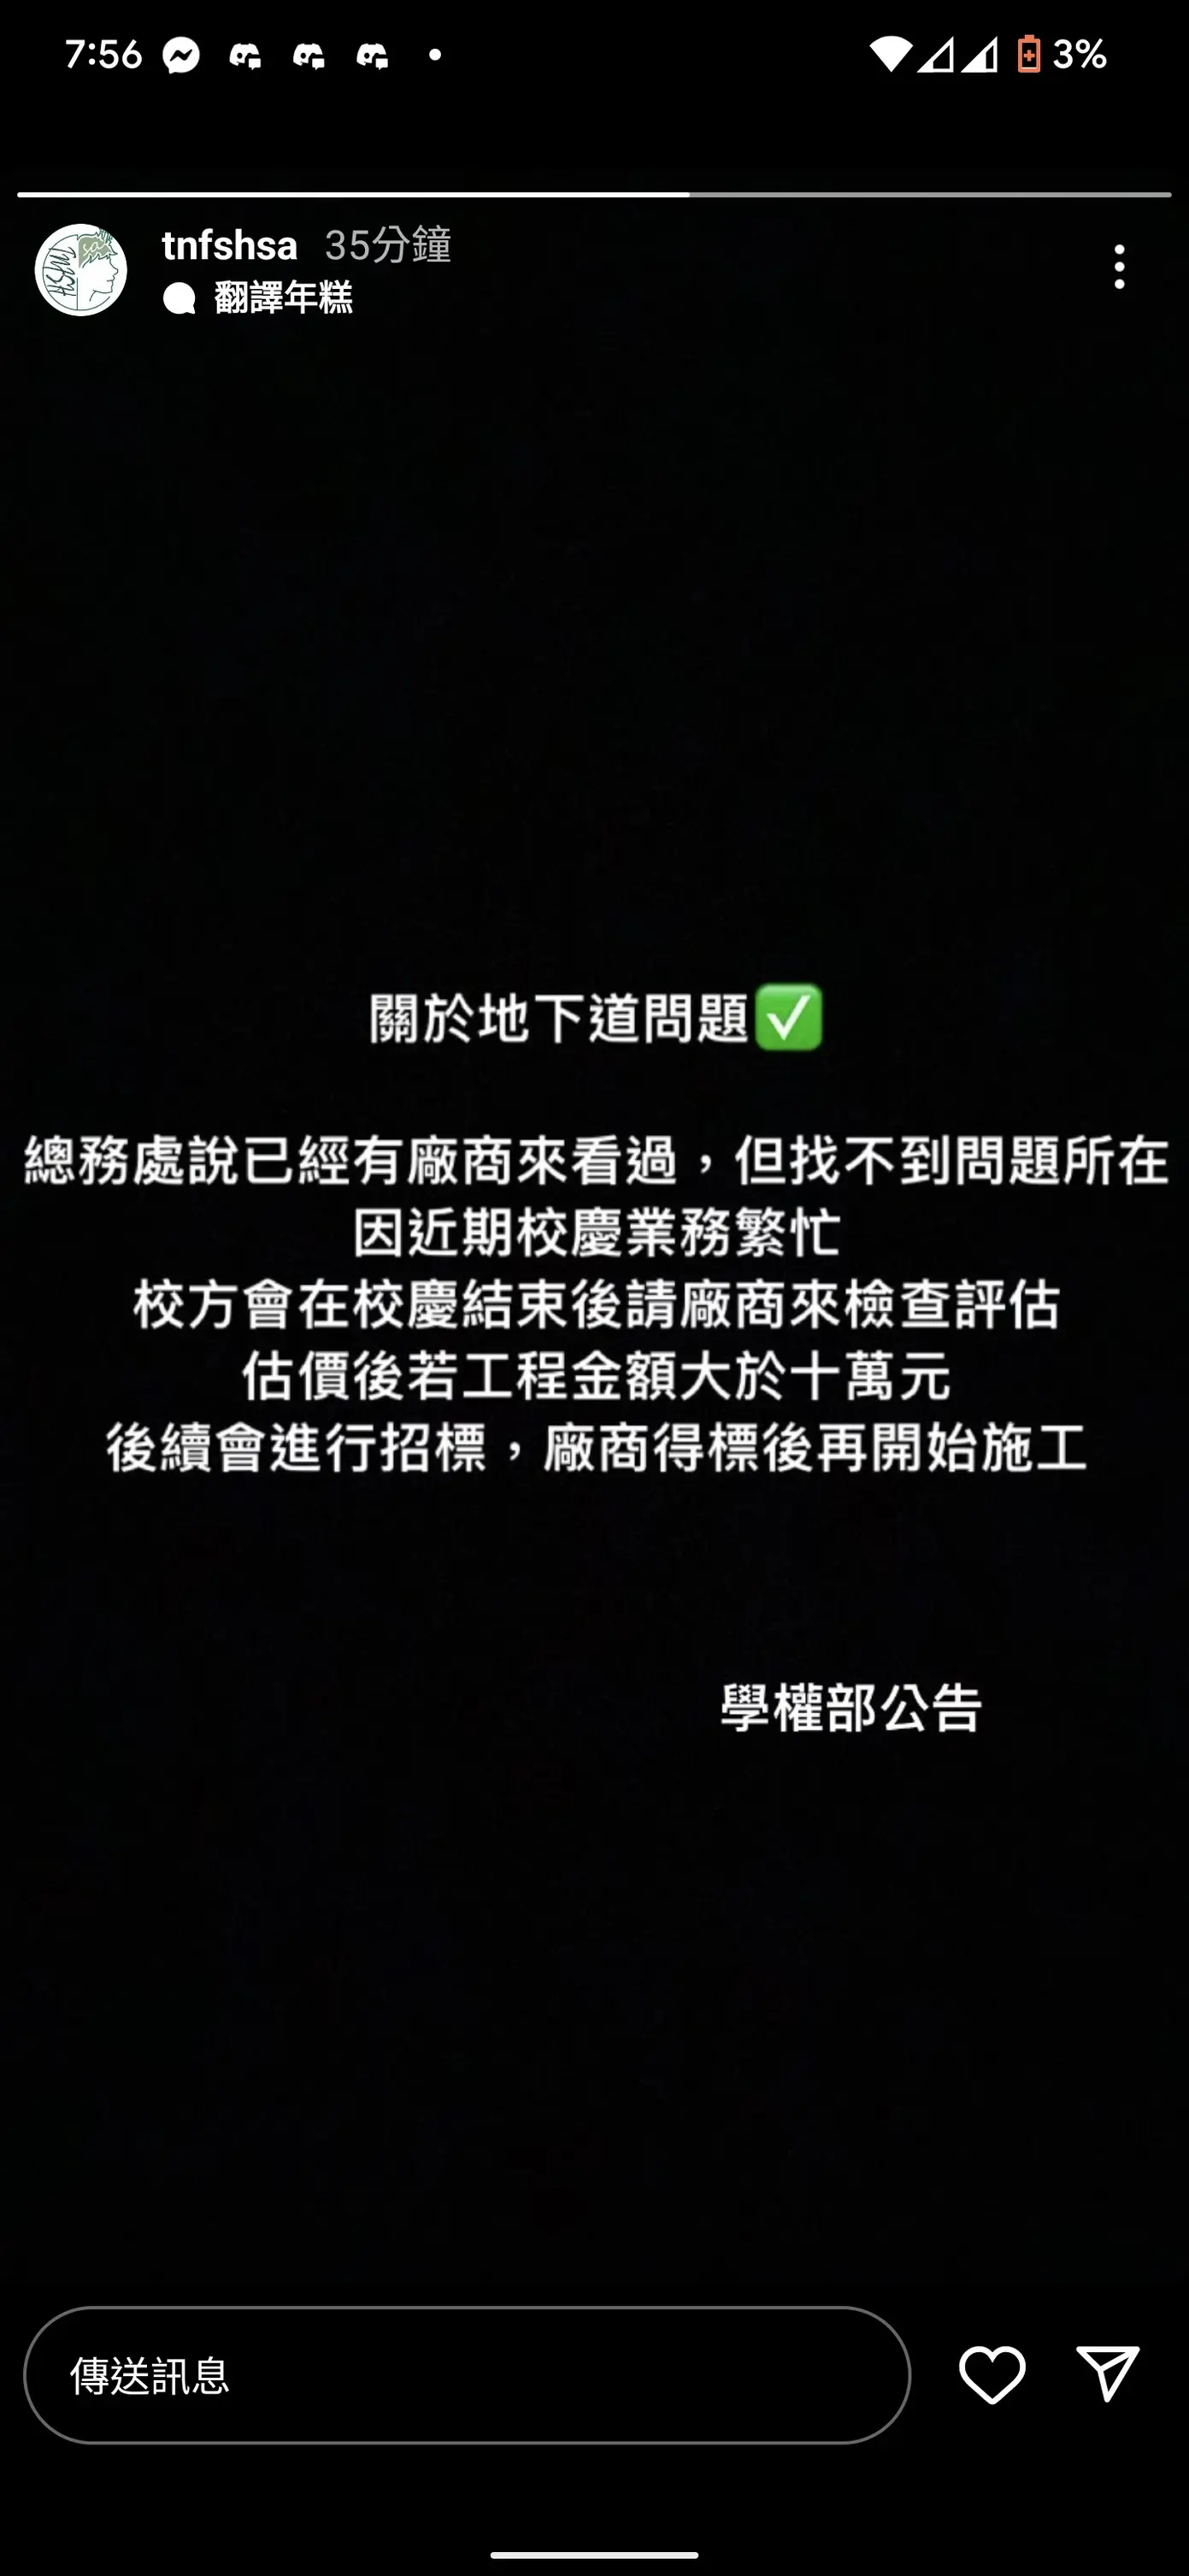 7:56 3%
tnfshsa 35分鐘
翻譯年糕
關於地下道問題✅
總務處說已經有廠商來看過，但找不到問題所在
因近期校慶業務繁忙
校方會在校慶結束後請廠商來檢查評估
估價後若工程金額大於十萬元
後續會進行招標，廠商得標後再開始施工
學權部公告
傳送訊息